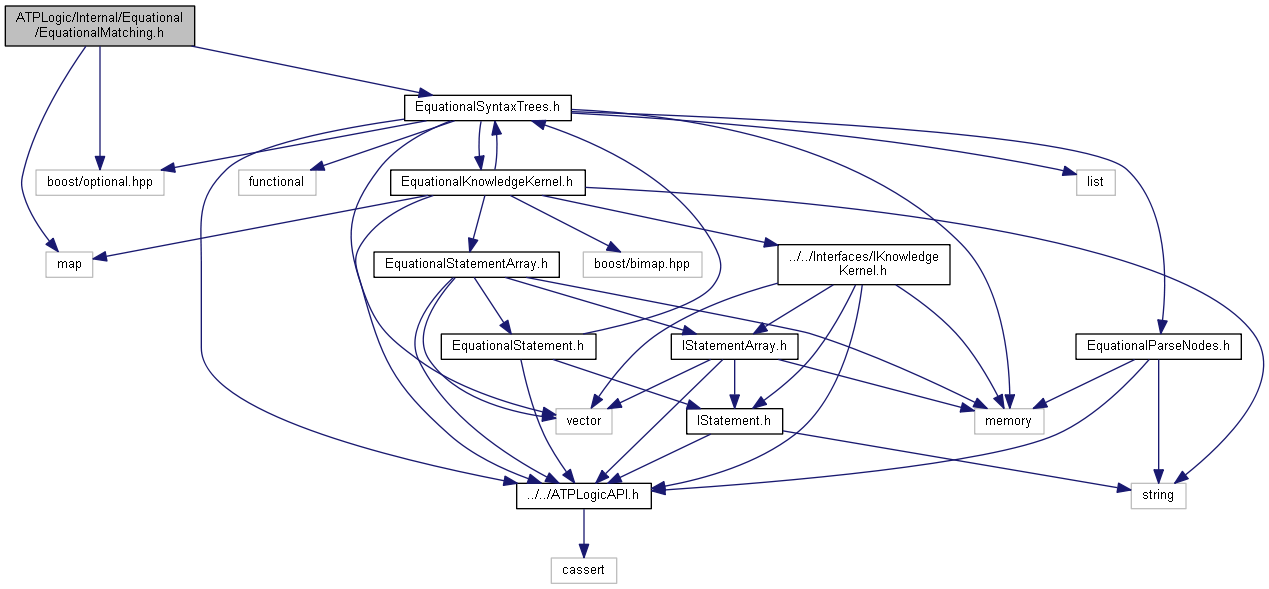 ATPLogic/Internal/Equational
/EquationalMatching.h
EquationalSyntaxTrees.h
boost/optional.hpp
functional
EquationalKnowledgeKernel.h
list
map
EquationalStatementArray.h
boost/bimap.hpp
../../Interfaces/IKnowledge
Kernel.h
EquationalStatement.h
IStatementArray.h
EquationalParseNodes.h
vector
IStatement.h
memory
../../ATPLogicAPI.h
string
cassert